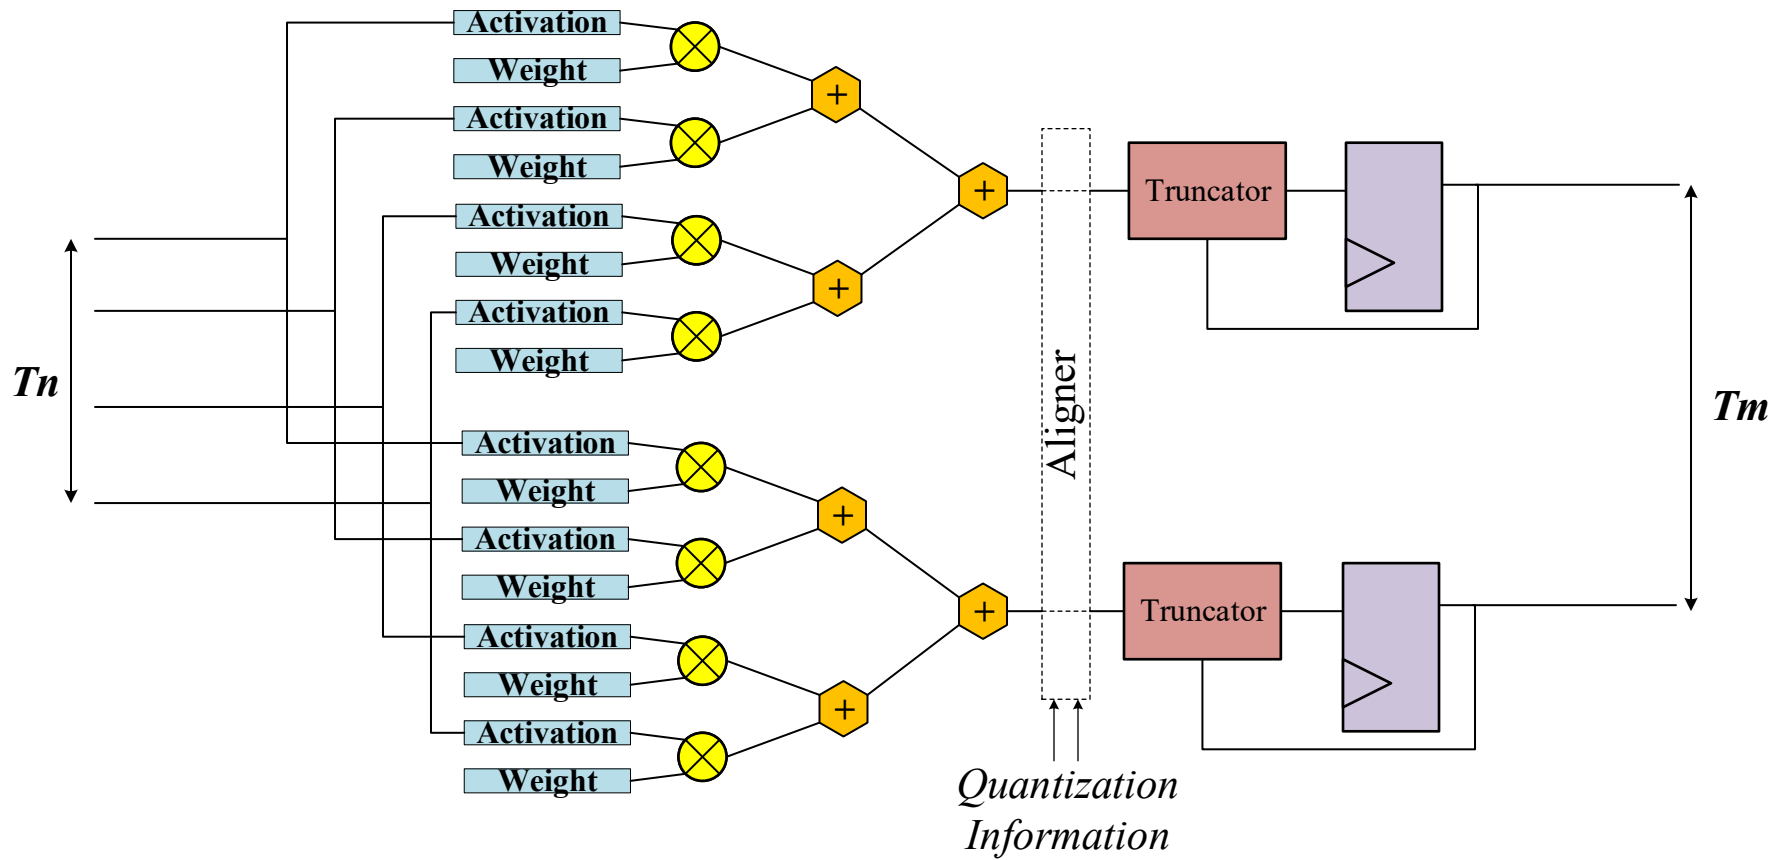 Activation
Weight
Activation
Weight
Activation
Weight
Activation
Weight
Activation
Weight
Activation
Weight
Activation
Weight
Activation
Weight
+
+
+
+
+
+
Tn
Aligner
Truncator
Truncator
Tm
Quantization
Information